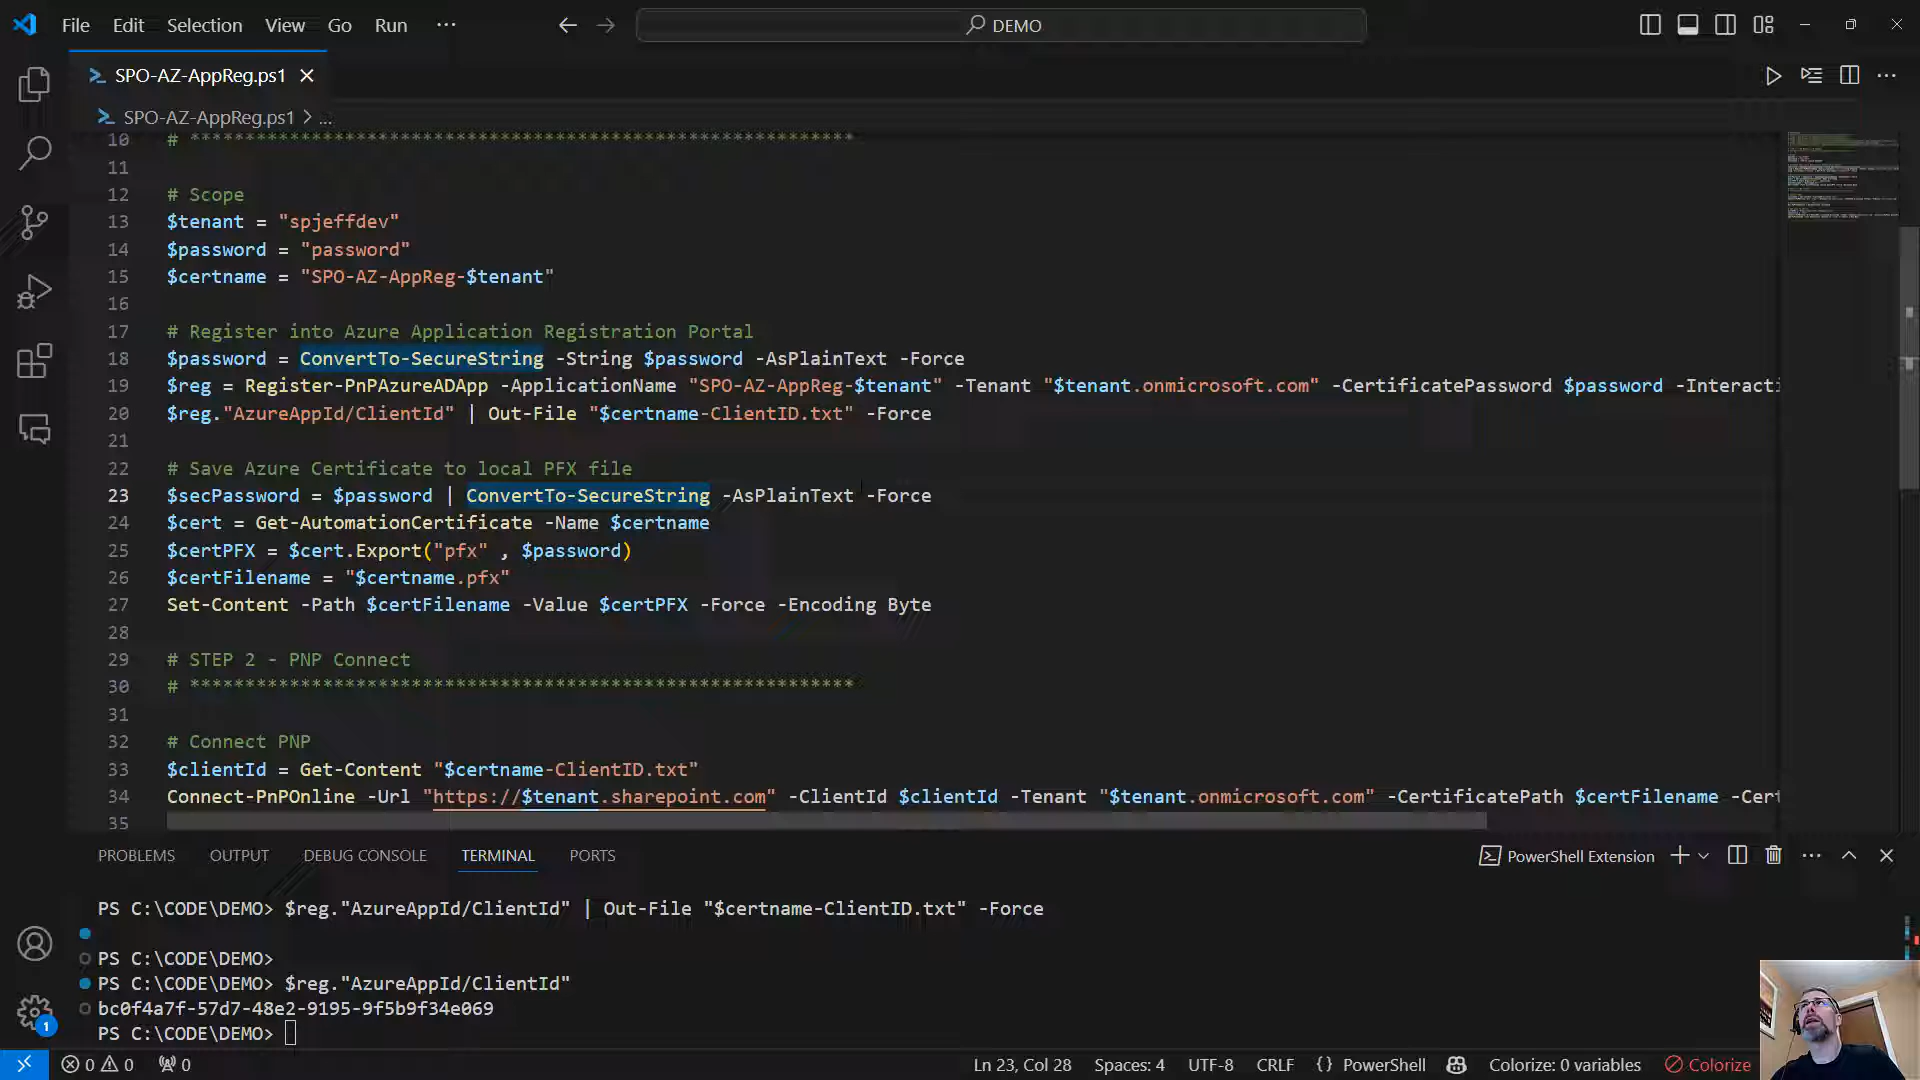 File Edit Selection View Go Run ··· DEMO
SPO-AZ-AppReg.ps1
SPO-AZ-AppReg.ps1 > ...
10 # ************************************************************
11
12 # Scope
13 $tenant = "spjeffdev"
14 $password = "password"
15 $certname = "SPO-AZ-AppReg-$tenant"
16
17 # Register into Azure Application Registration Portal
18 $password = ConvertTo-SecureString -String $password -AsPlainText -Force
19 $reg = Register-PnPAzureADApp -ApplicationName "SPO-AZ-AppReg-$tenant" -Tenant "$tenant.onmicrosoft.com" -CertificatePassword $password -Interacti
20 $reg."AzureAppId/ClientId" | Out-File "$certname-ClientID.txt" -Force
21
22 # Save Azure Certificate to local PFX file
23 $secPassword = $password | ConvertTo-SecureString -AsPlainText -Force
24 $cert = Get-AutomationCertificate -Name $certname
25 $certPFX = $cert.Export("pfx" , $password)
26 $certFilename = "$certname.pfx"
27 Set-Content -Path $certFilename -Value $certPFX -Force -Encoding Byte
28
29 # STEP 2 - PNP Connect
30 # ************************************************************
31
32 # Connect PNP
33 $clientId = Get-Content "$certname-ClientID.txt"
34 Connect-PnPOnline -Url "https://$tenant.sharepoint.com" -ClientId $clientId -Tenant "$tenant.onmicrosoft.com" -CertificatePath $certFilename -Cert
35
PROBLEMS OUTPUT DEBUG CONSOLE TERMINAL PORTS PowerShell Extension
PS C:\CODE\DEMO> $reg."AzureAppId/ClientId" | Out-File "$certname-ClientID.txt" -Force
PS C:\CODE\DEMO>
PS C:\CODE\DEMO> $reg."AzureAppId/ClientId"
bc0f4a7f-57d7-48e2-9195-9f5b9f34e069
PS C:\CODE\DEMO>
1
0 0 0 Ln 23, Col 28 Spaces: 4 UTF-8 CRLF {} PowerShell Colorize: 0 variables Colorize